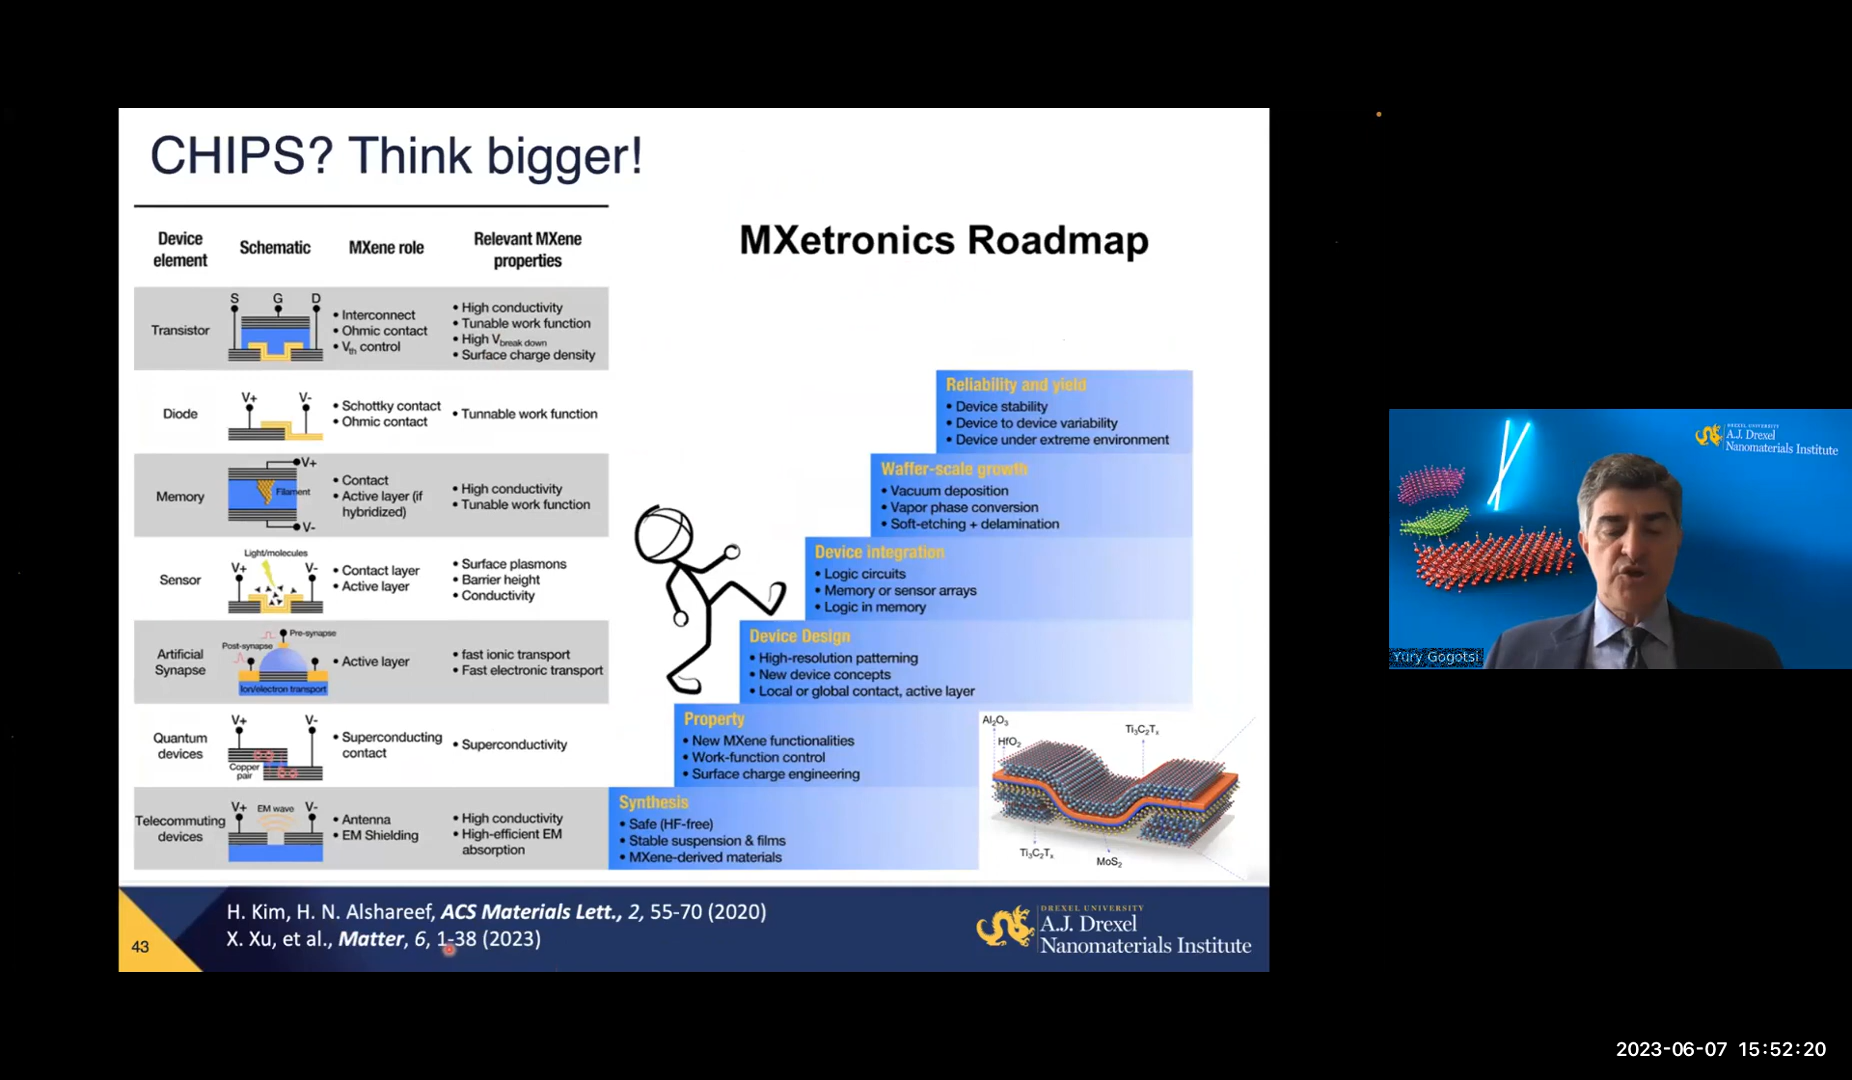 CHIPS? Think bigger!
MXetronics Roadmap
Device element
Schematic
MXene role
Relevant MXene properties
Transistor
S G D
• Interconnect
• Ohmic contact
• Vth control
• High conductivity
• Tunable work function
• High Vbreak down
• Surface charge density
Diode
V+ V-
• Schottky contact
• Ohmic contact
• Tunnable work function
Memory
V+
Filament
V-
• Contact
• Active layer (if
hybridized)
• High conductivity
• Tunable work function
Sensor
Light/molecules
V+ V-
• Contact layer
• Active layer
• Surface plasmons
• Barrier height
• Conductivity
Artificial
Synapse
Pre-synapse
Post-synapse
Ion/electron transport
• Active layer
• fast ionic transport
• Fast electronic transport
Quantum
devices
V+ V-
Copper
pair
• Superconducting
contact
• Superconductivity
Telecommuting
devices
V+ EM wave V-
• Antenna
• EM Shielding
• High conductivity
• High-efficient EM
absorption
Reliability and yield
• Device stability
• Device to device variability
• Device under extreme environment
Waffer-scale growth
• Vacuum deposition
• Vapor phase conversion
• Soft-etching + delamination
Device integration
• Logic circuits
• Memory or sensor arrays
• Logic in memory
Device Design
• High-resolution patterning
• New device concepts
• Local or global contact, active layer
Property
• New MXene functionalities
• Work-function control
• Surface charge engineering
Synthesis
• Safe (HF-free)
• Stable suspension & films
• MXene-derived materials
Al2O3
HfO2
Ti3C2Tx
Ti3C2Tx
MoS2
43
H. Kim, H. N. Alshareef, ACS Materials Lett., 2, 55-70 (2020)
X. Xu, et al., Matter, 6, 1-38 (2023)
DREXEL UNIVERSITY
A.J. Drexel
Nanomaterials Institute
DREXEL UNIVERSITY
A.J. Drexel
Nanomaterials Institute
Yury Gogotsi
2023-06-07 15:52:20